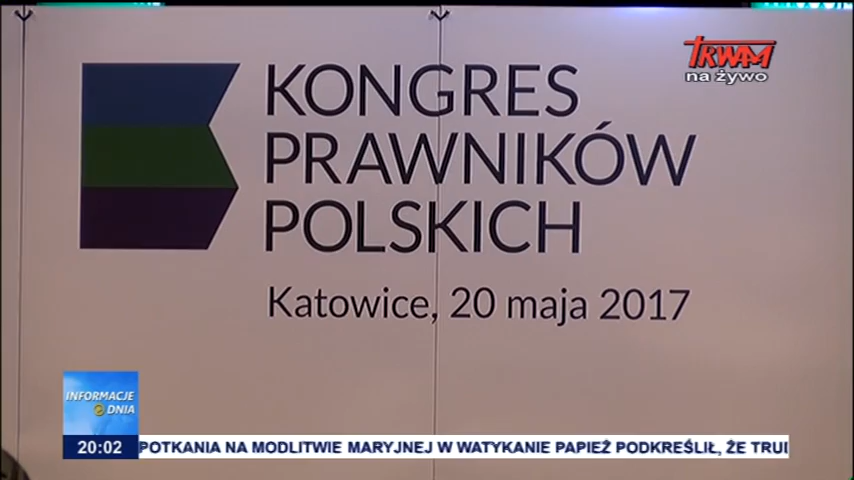 TRWAM
na żywo
KONGRES
PRAWNIKÓW
POLSKICH
Katowice, 20 maja 2017
INFORMACJE
DNIA
20:02
POTKANIA NA MODLITWIE MARYJNEJ W WATYKANIE PAPIEŻ PODKREŚLIŁ, ŻE TRU